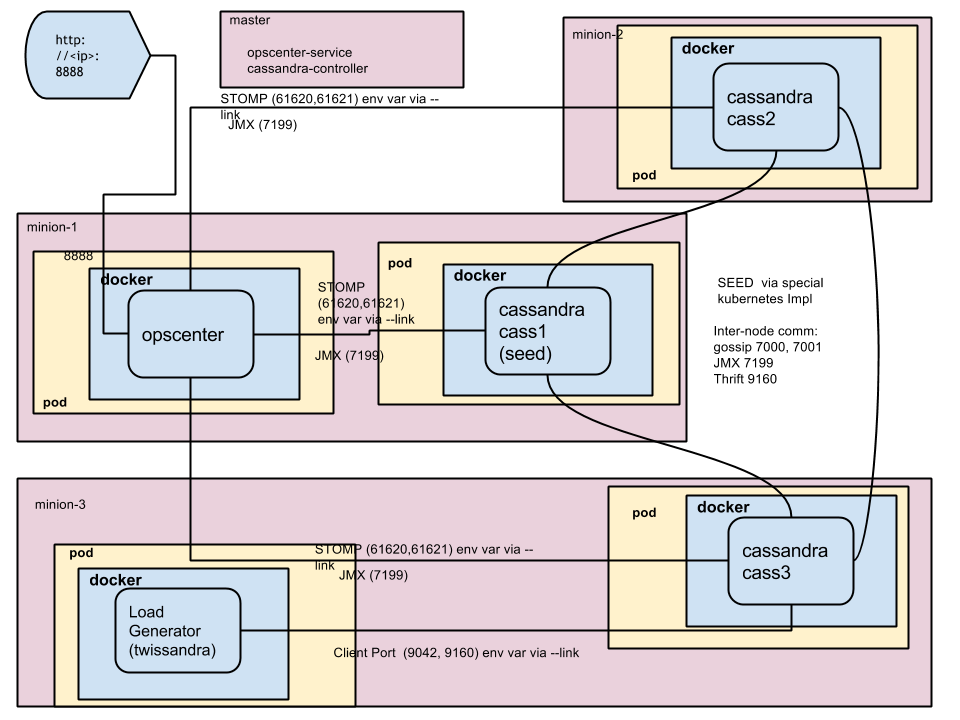 http:
//<ip>:
8888
master
opscenter-service
cassandra-controller
STOMP (61620,61621) env var via --
link
JMX (7199)
minion-2
docker
cassandra
cass2
pod
minion-1
8888
docker
opscenter
pod
STOMP
(61620,61621)
env var via --link
JMX (7199)
pod
docker
cassandra
cass1
(seed)
SEED via special
kubernetes Impl
Inter-node comm:
gossip 7000, 7001
JMX 7199
Thrift 9160
minion-3
pod
docker
Load
Generator
(twissandra)
STOMP (61620,61621) env var via --
link
JMX (7199)
pod
docker
cassandra
cass3
Client Port (9042, 9160) env var via --link